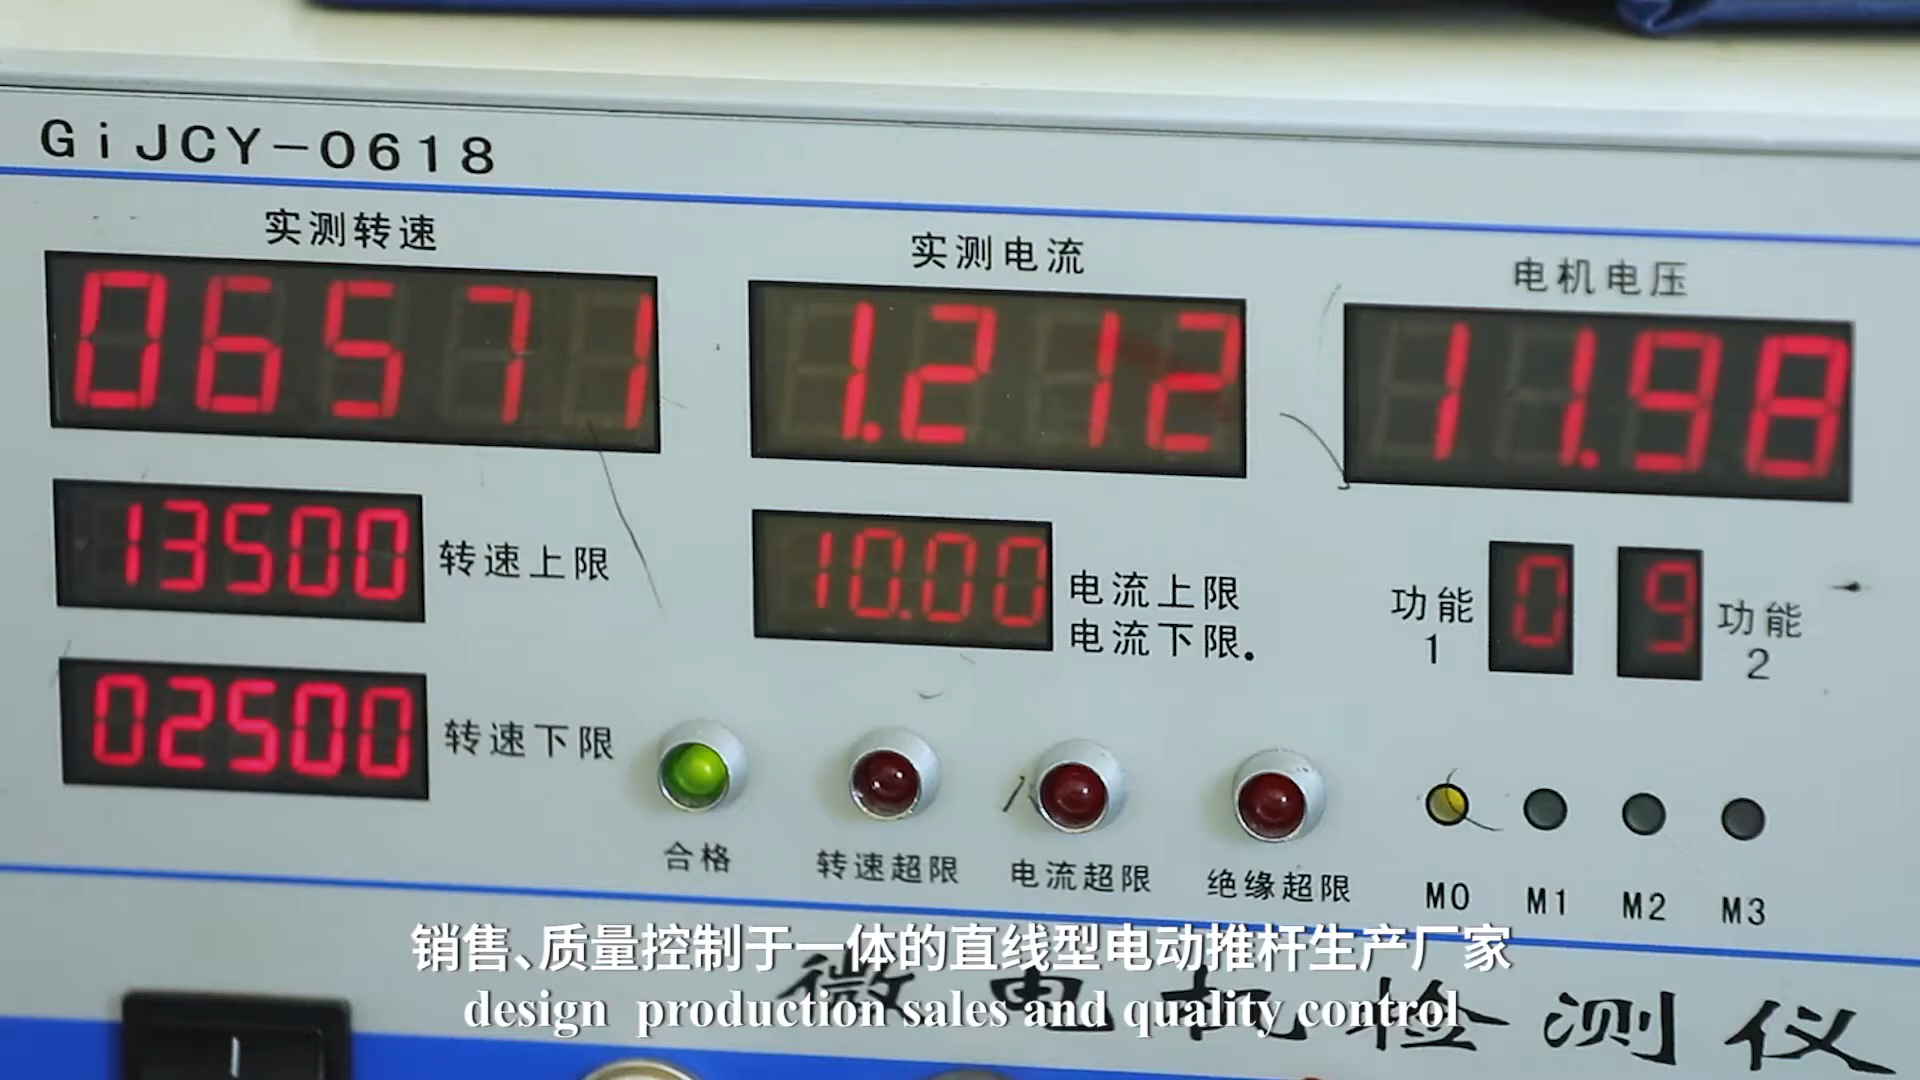 GiJCY-0618
实测转速
实测电流
电机电压
06571
1.212
11.98
13500
转速上限
10.00
电流上限
电流下限.
功能
1
0
9
功能
2
02500
转速下限
合格
转速超限
电流超限
绝缘超限
M0
M1
M2
M3
销售、质量控制于一体的直线型电动推杆生产厂家
design production sales and quality control
微电机检测仪